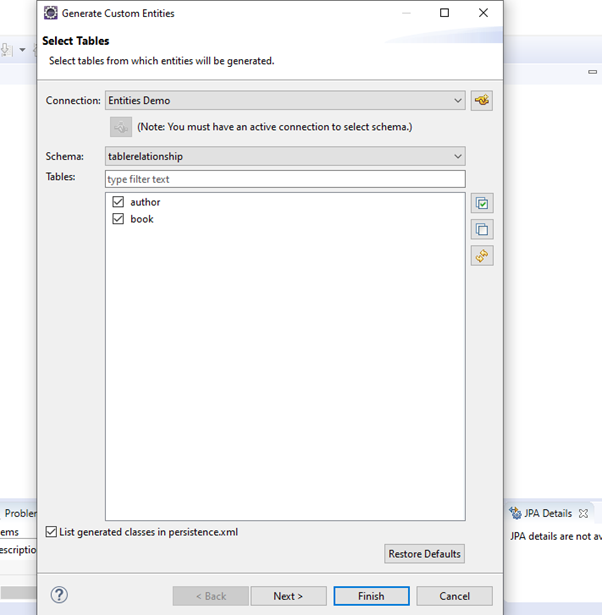 Generate Custom Entities
Select Tables
Select tables from which entities will be generated.
Connection: Entities Demo
(Note: You must have an active connection to select schema.)
Schema: tablerelationship
Tables: type filter text
author
book
List generated classes in persistence.xml
Restore Defaults
< Back Next > Finish Cancel
Problem
ems
escription
JPA Details
JPA details are not av